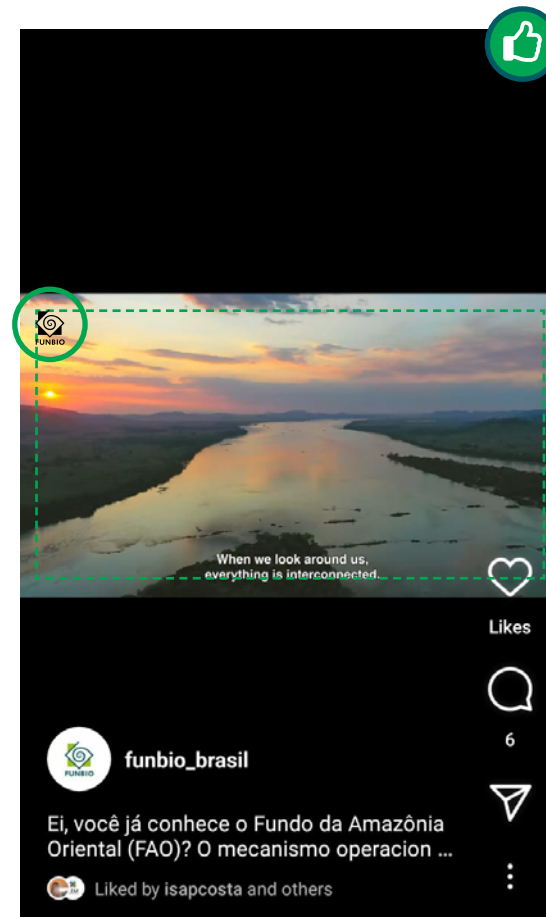 FUNBIO
When we look around us,
everything is interconnected.
Likes
6
FUNBIO
funbio_brasil
Ei, você já conhece o Fundo da Amazônia
Oriental (FAO)? O mecanismo operacion ...
Liked by isapcosta and others